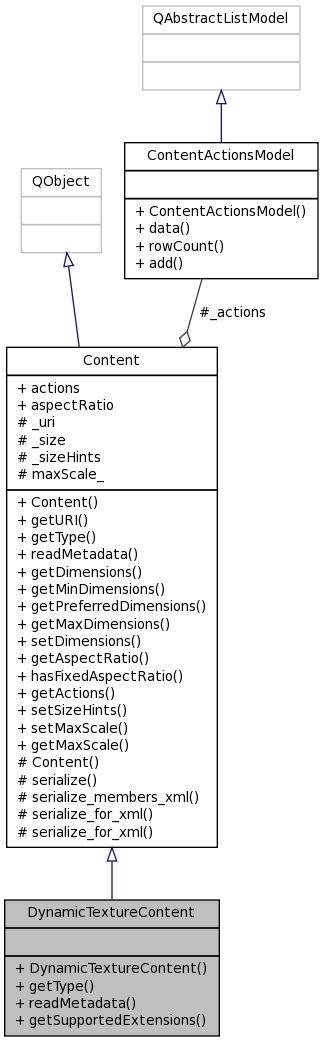 QAbstractListModel
ContentActionsModel
+ ContentActionsModel()
+ data()
+ rowCount()
+ add()
QObject
#_actions
Content
+ actions
+ aspectRatio
# _uri
# _size
# _sizeHints
# maxScale_
+ Content()
+ getURI()
+ getType()
+ readMetadata()
+ getDimensions()
+ getMinDimensions()
+ getPreferredDimensions()
+ getMaxDimensions()
+ setDimensions()
+ getAspectRatio()
+ hasFixedAspectRatio()
+ getActions()
+ setSizeHints()
+ setMaxScale()
+ getMaxScale()
# Content()
# serialize()
# serialize_members_xml()
# serialize_for_xml()
# serialize_for_xml()
DynamicTextureContent
+ DynamicTextureContent()
+ getType()
+ readMetadata()
+ getSupportedExtensions()